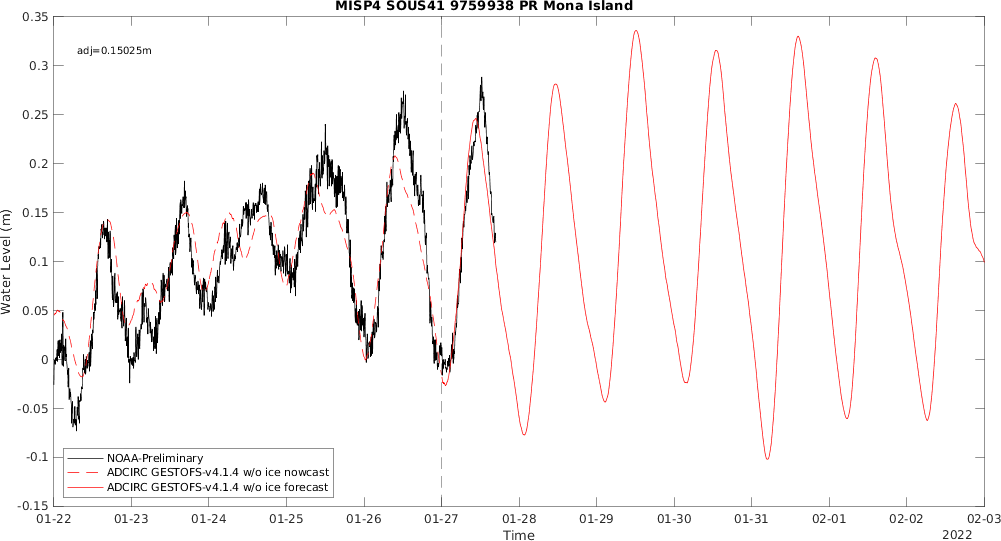 MISP4 SOUS41 9759938 PR Mona Island
0.35
adj=0.15025m
0.3
0.25
0.2
0.15
0.1
0.05
0
-0.05
-0.1
-0.15
Water Level (m)
NOAA-Preliminary
ADCIRC GESTOFS-v4.1.4 w/o ice nowcast
ADCIRC GESTOFS-v4.1.4 w/o ice forecast
01-22 01-23 01-24 01-25 01-26 01-27 01-28 01-29 01-30 01-31 02-01 02-02 02-03
Time
2022